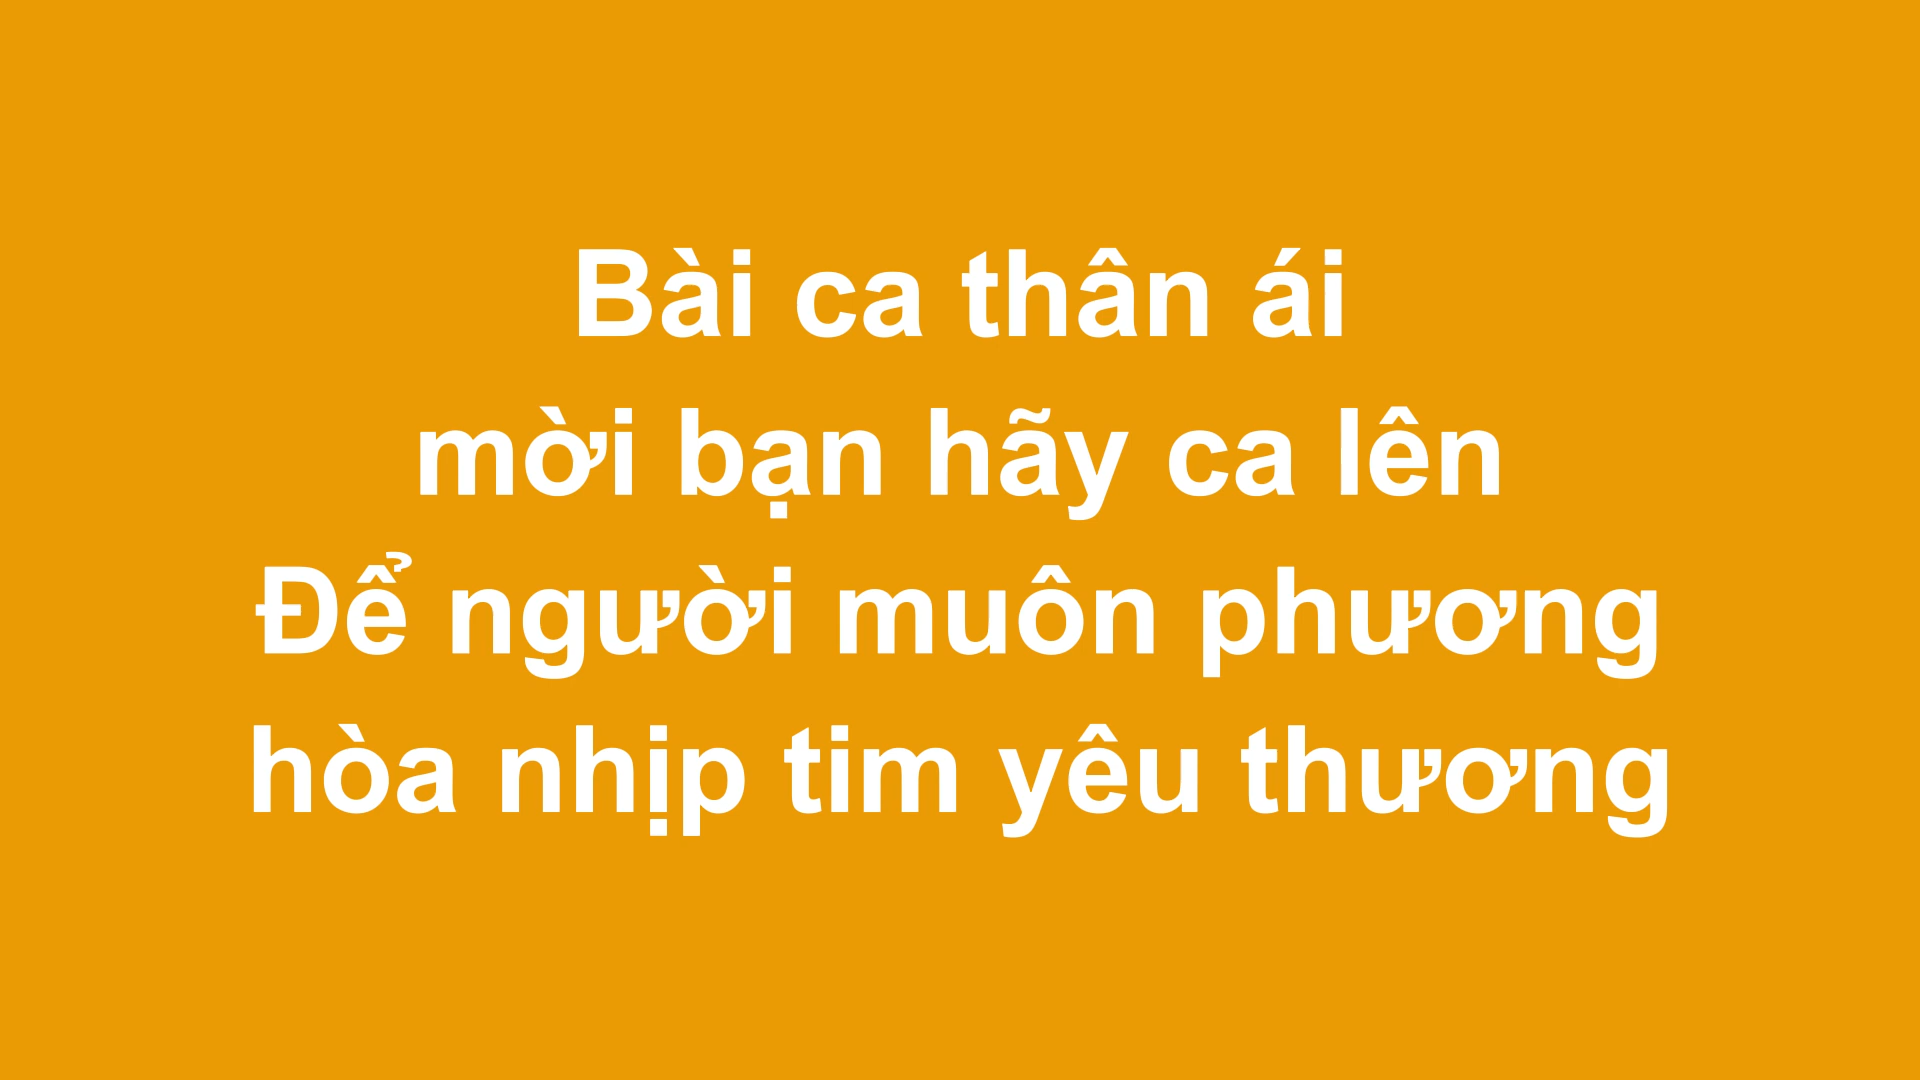 Bài ca thân ái
mời bạn hãy ca lên
Để người muôn phương
hòa nhịp tim yêu thương